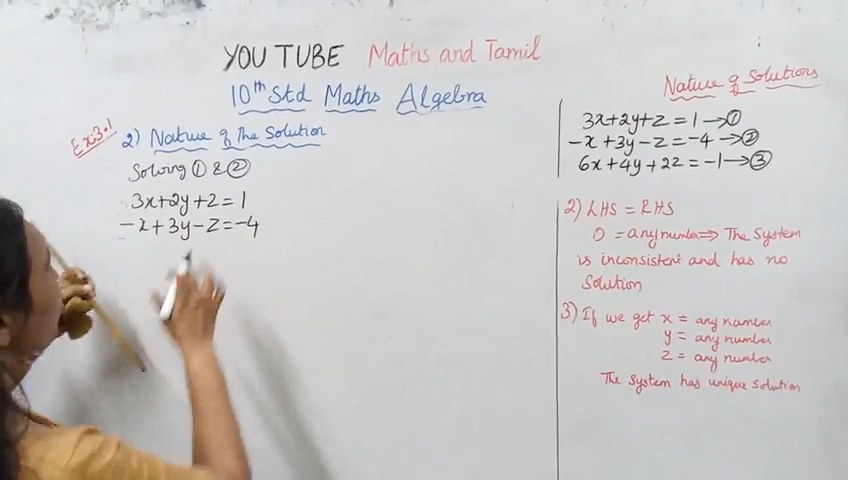 YOU TUBE Maths and Tamil
10th Std Maths Algebra
Ex:3.1
2) Nature of the Solution
Solving ① & ②
3x+2y+z=1
-x+3y-z=-4
Nature of Solutions
3x+2y+z=1→①
-x+3y-z=-4→②
6x+4y+2z=-1→③
2) LHS = RHS
0 = any number ⇒ The System
is inconsistent and has no
Solution
3) If we get x = any number
y = any number
z = any number
The System has unique solution